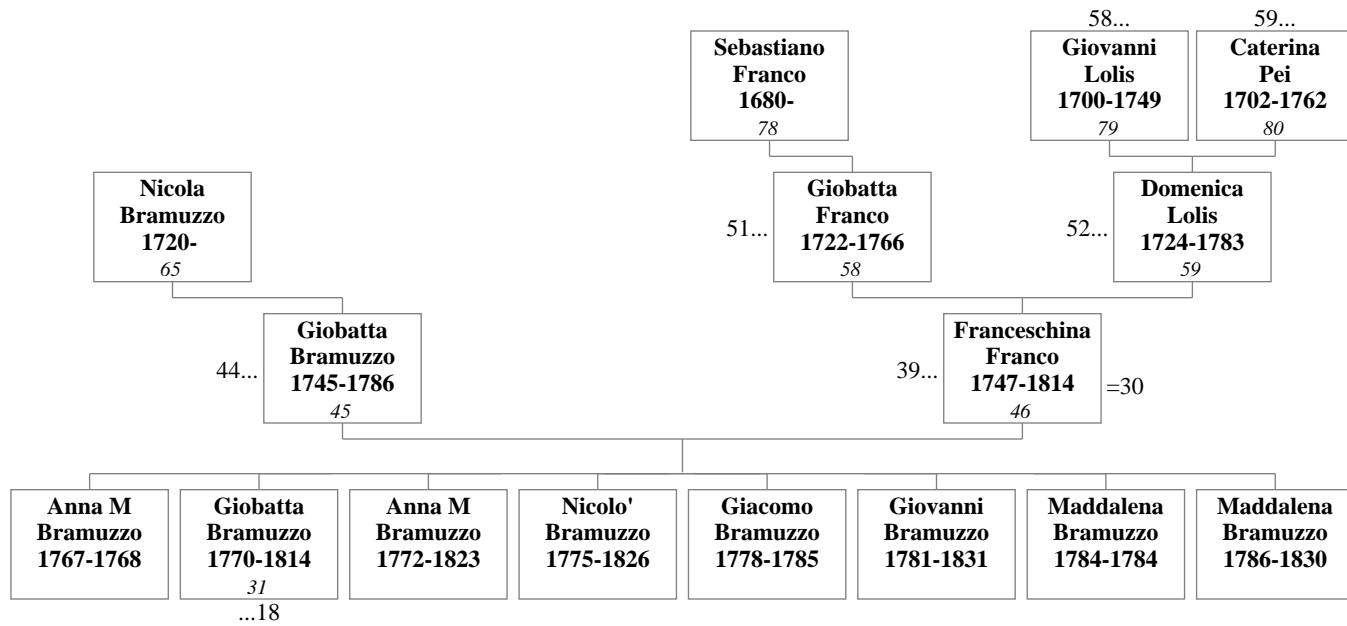 58...
59...
Sebastiano
Franco
1680-
78
Giovanni
Lolis
1700-1749
79
Caterina
Pei
1702-1762
80
Nicola
Bramuzzo
1720-
65
51...
Giobatta
Franco
1722-1766
58
52...
Domenica
Lolis
1724-1783
59
44...
Giobatta
Bramuzzo
1745-1786
45
39...
Franceschina
Franco
1747-1814
46
=30
Anna M
Bramuzzo
1767-1768
Giobatta
Bramuzzo
1770-1814
31
...18
Anna M
Bramuzzo
1772-1823
Nicolo'
Bramuzzo
1775-1826
Giacomo
Bramuzzo
1778-1785
Giovanni
Bramuzzo
1781-1831
Maddalena
Bramuzzo
1784-1784
Maddalena
Bramuzzo
1786-1830